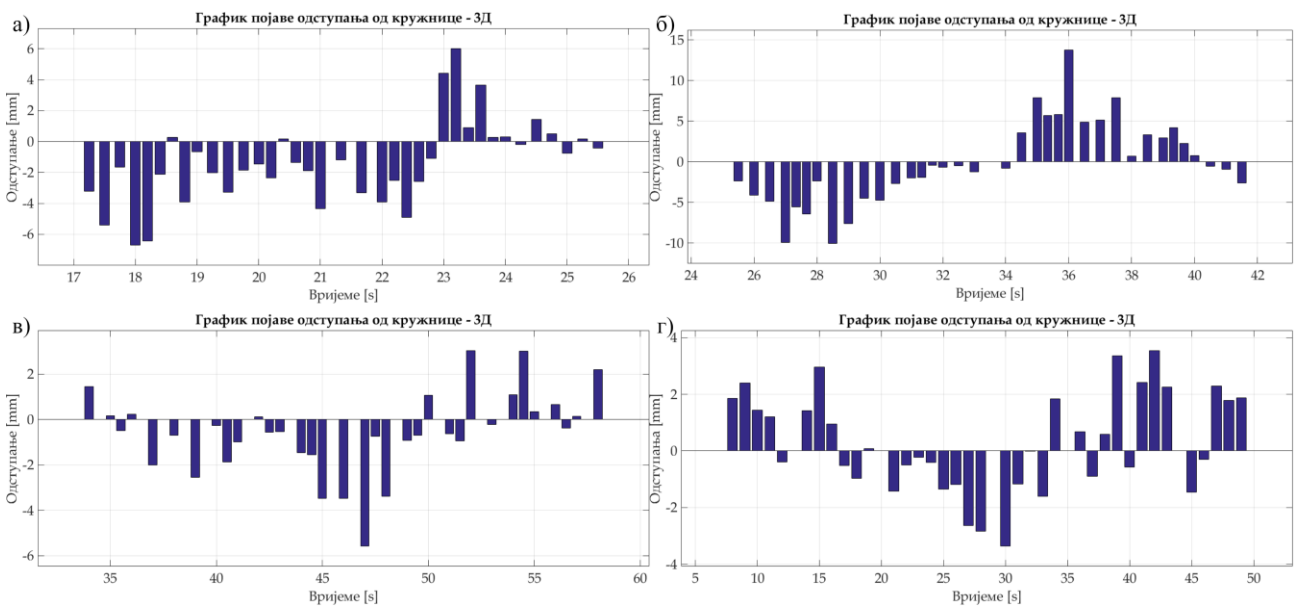 а)
График појаве одступања од кружнице - 3Д
Одступање [mm]
6
4
2
0
-2
-4
-6
17 18 19 20 21 22 23 24 25 26
Вријеме [s]
б)
График појаве одступања од кружнице - 3Д
Одступање [mm]
15
10
5
0
-5
-10
24 26 28 30 32 34 36 38 40 42
Вријеме [s]
в)
График појаве одступања од кружнице - 3Д
Одступање [mm]
2
0
-2
-4
-6
35 40 45 50 55 60
Вријеме [s]
г)
График појаве одступања од кружнице - 3Д
Одступања [mm]
4
2
0
-2
-4
5 10 15 20 25 30 35 40 45 50
Вријеме [s]